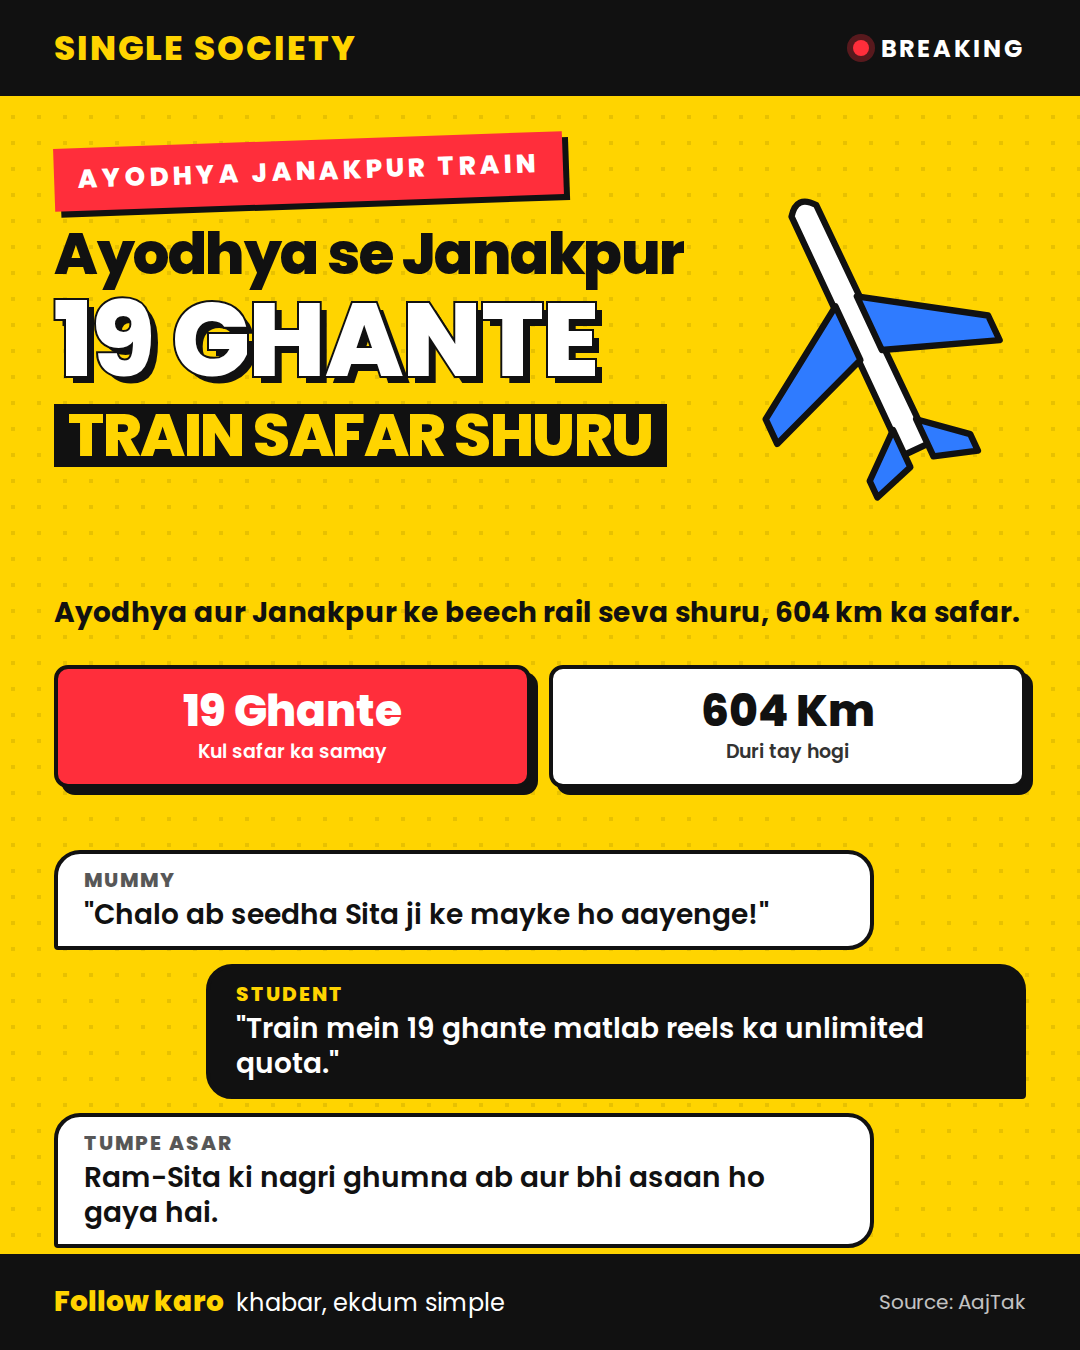 SINGLE SOCIETY
BREAKING
AYODHYA JANAKPUR TRAIN
Ayodhya se Janakpur
19 GHANTE
TRAIN SAFAR SHURU
Ayodhya aur Janakpur ke beech rail seva shuru, 604 km ka safar.
19 Ghante
Kul safar ka samay
604 Km
Duri tay hogi
MUMMY
"Chalo ab seedha Sita ji ke mayke ho aayenge!"
STUDENT
"Train mein 19 ghante matlab reels ka unlimited
quota."
TUMPE ASAR
Ram-Sita ki nagri ghumna ab aur bhi asaan ho
gaya hai.
Follow karo khabar, ekdum simple
Source: AajTak